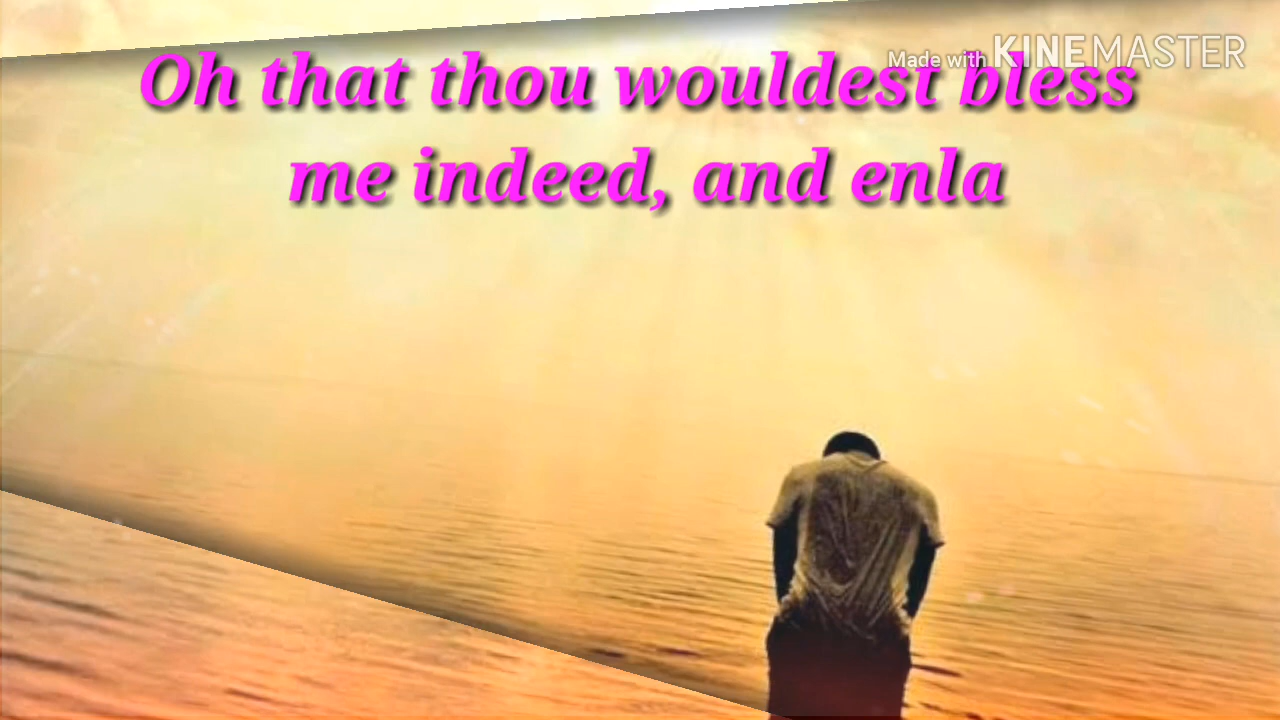 Made with KINEMASTER
Oh that thou wouldest bless
me indeed, and enla